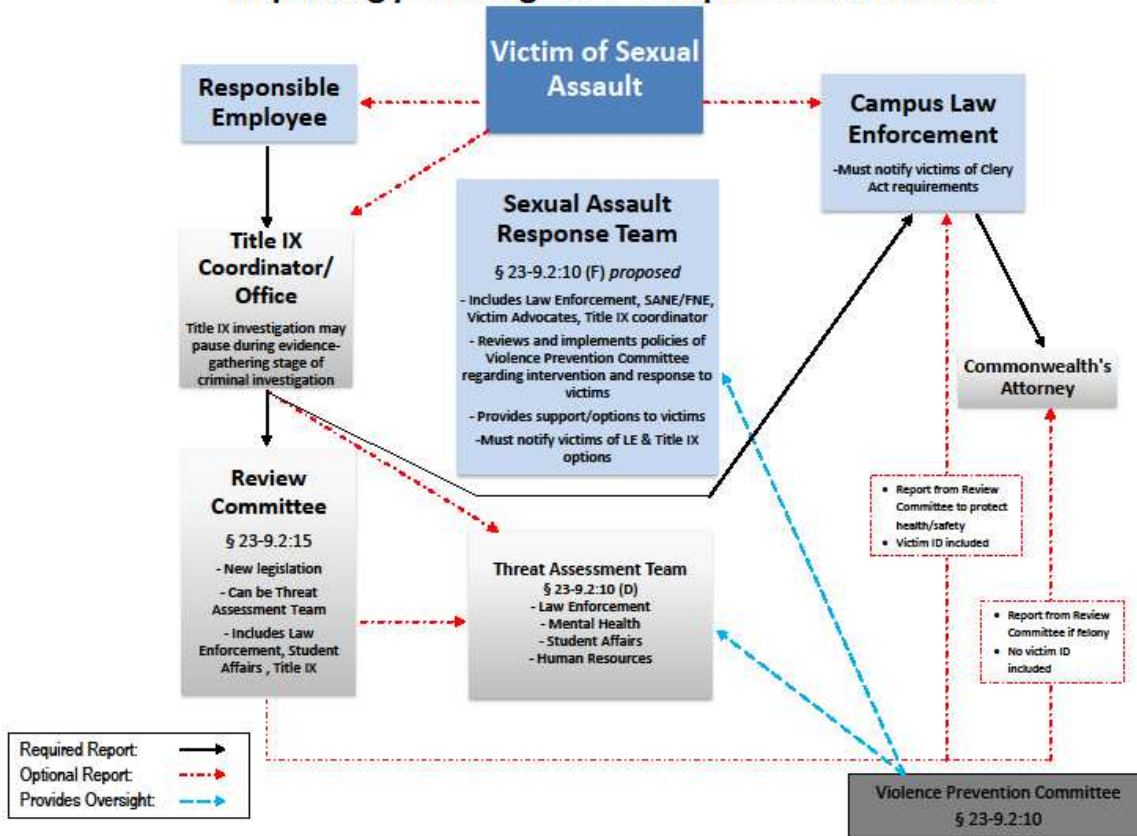 Victim of Sexual
Assault
Responsible
Employee
Campus Law
Enforcement
-Must notify victims of Clery
Act requirements
Sexual Assault
Response Team
§ 23-9.2:10 (F) proposed
- Includes Law Enforcement, SANE/FNE,
Victim Advocates, Title IX coordinator
- Reviews and implements policies of
Violence Prevention Committee
regarding intervention and response to
victims
- Provides support/options to victims
-Must notify victims of LE & Title IX
options
Title IX
Coordinator/
Office
Title IX investigation may
pause during evidence-
gathering stage of
criminal investigation
Commonwealth's
Attorney
Review
Committee
§ 23-9.2:15
- New legislation
- Can be Threat
Assessment Team
- Includes Law
Enforcement, Student
Affairs , Title IX
Threat Assessment Team
§ 23-9.2:10 (D)
- Law Enforcement
- Mental Health
- Student Affairs
- Human Resources
• Report from Review
Committee to protect
health/safety
• Victim ID included
• Report from Review
Committee if felony
• No victim ID
included
Required Report:
Optional Report:
Provides Oversight:
Violence Prevention Committee
§ 23-9.2:10